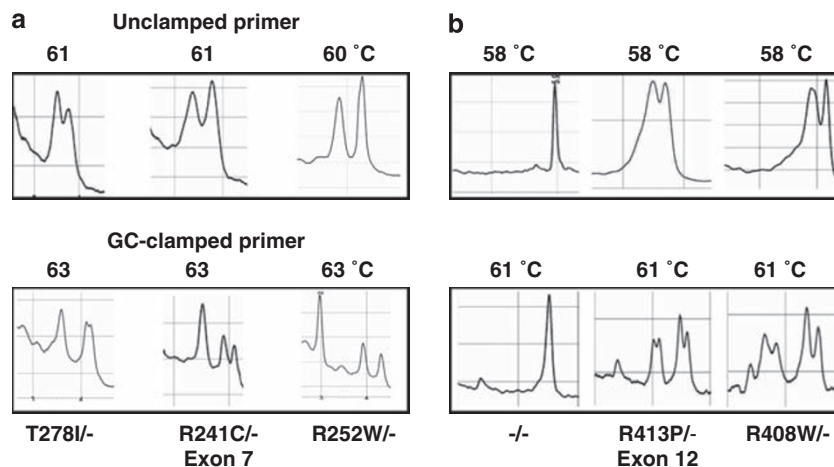 a
Unclamped primer
61 61 60 °C
GC-clamped primer
63 63 63 °C
T278I/- R241C/- R252W/-
Exon 7
b
58 °C 58 °C 58 °C
61 °C 61 °C 61 °C
-/- R413P/- R408W/-
Exon 12